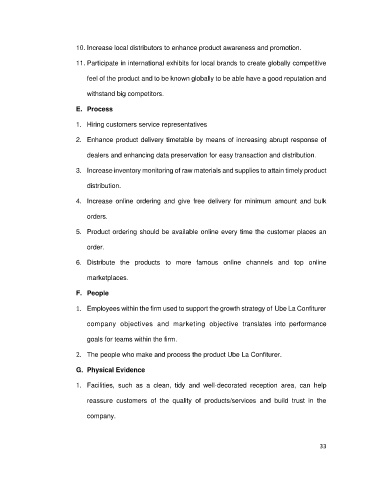 10. Increase local distributors to enhance product awareness and promotion.
11. Participate in international exhibits for local brands to create globally competitive
feel of the product and to be known globally to be able have a good reputation and
withstand big competitors.
E. Process
1. Hiring customers service representatives
2. Enhance product delivery timetable by means of increasing abrupt response of
dealers and enhancing data preservation for easy transaction and distribution.
3. Increase inventory monitoring of raw materials and supplies to attain timely product
distribution.
4. Increase online ordering and give free delivery for minimum amount and bulk
orders.
5. Product ordering should be available online every time the customer places an
order.
6. Distribute the products to more famous online channels and top online
marketplaces.
F. People
1. Employees within the firm used to support the growth strategy of Ube La Confiturer
company objectives and marketing objective translates into performance
goals for teams within the firm.
2. The people who make and process the product Ube La Confiturer.
G. Physical Evidence
1. Facilities, such as a clean, tidy and well-decorated reception area, can help
reassure customers of the quality of products/services and build trust in the
company.
33